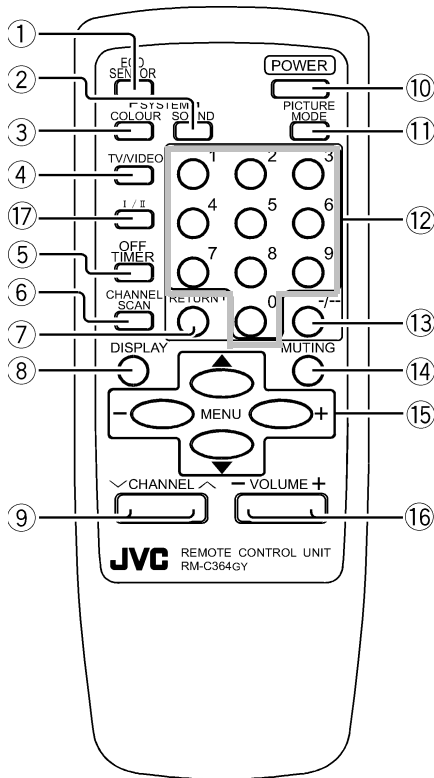 ① ECO SENSOR
POWER
② SYSTEM
③ COLOUR
SOUND
⑩
PICTURE MODE
⑪
④ TV/VIDEO
1 2 3
⑰ I / II
4 5 6
⑫
⑤ OFF TIMER
7 8 9
⑥ CHANNEL SCAN
⑦ RETURN+
0
-/--
⑬
⑧ DISPLAY
MUTING
⑭
− MENU +
⑮
⑨ CHANNEL
− VOLUME +
⑯
JVC REMOTE CONTROL UNIT
RM-C364GY